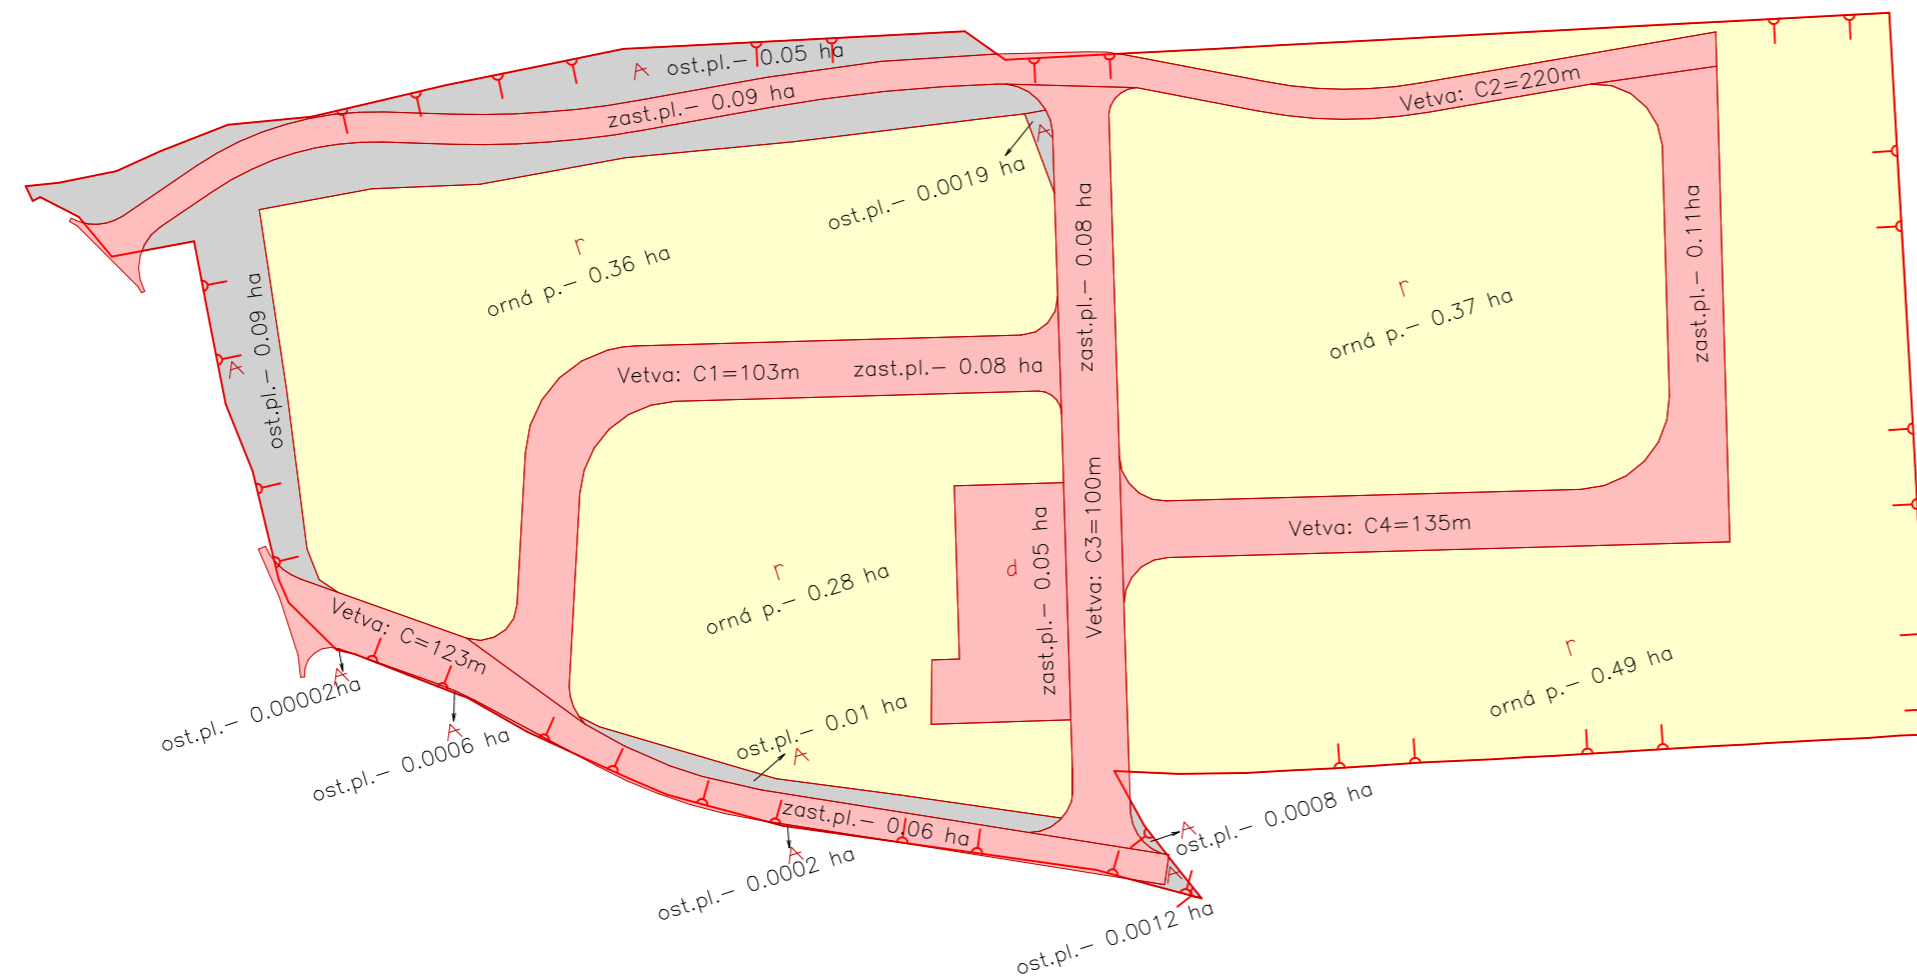 A ost.pl.– 0.05 ha
zast.pl.– 0.09 ha
Vetva: C2=220m
A
ost.pl.– 0.0019 ha
r
orná p.– 0.36 ha
zast.pl.– 0.08 ha
r
orná p.– 0.37 ha
zast.pl.– 0.11ha
ost.pl.– 0.09 ha
A
Vetva: C1=103m
zast.pl.– 0.08 ha
Vetva: C3=100m
Vetva: C4=135m
d
zast.pl.– 0.05 ha
r
orná p.– 0.28 ha
Vetva: C=123m
r
orná p.– 0.49 ha
A
ost.pl.– 0.00002ha
A
ost.pl.– 0.0006 ha
ost.pl.– 0.01 ha
A
zast.pl.– 0.06 ha
A
ost.pl.– 0.0008 ha
A
ost.pl.– 0.0002 ha
A
ost.pl.– 0.0012 ha